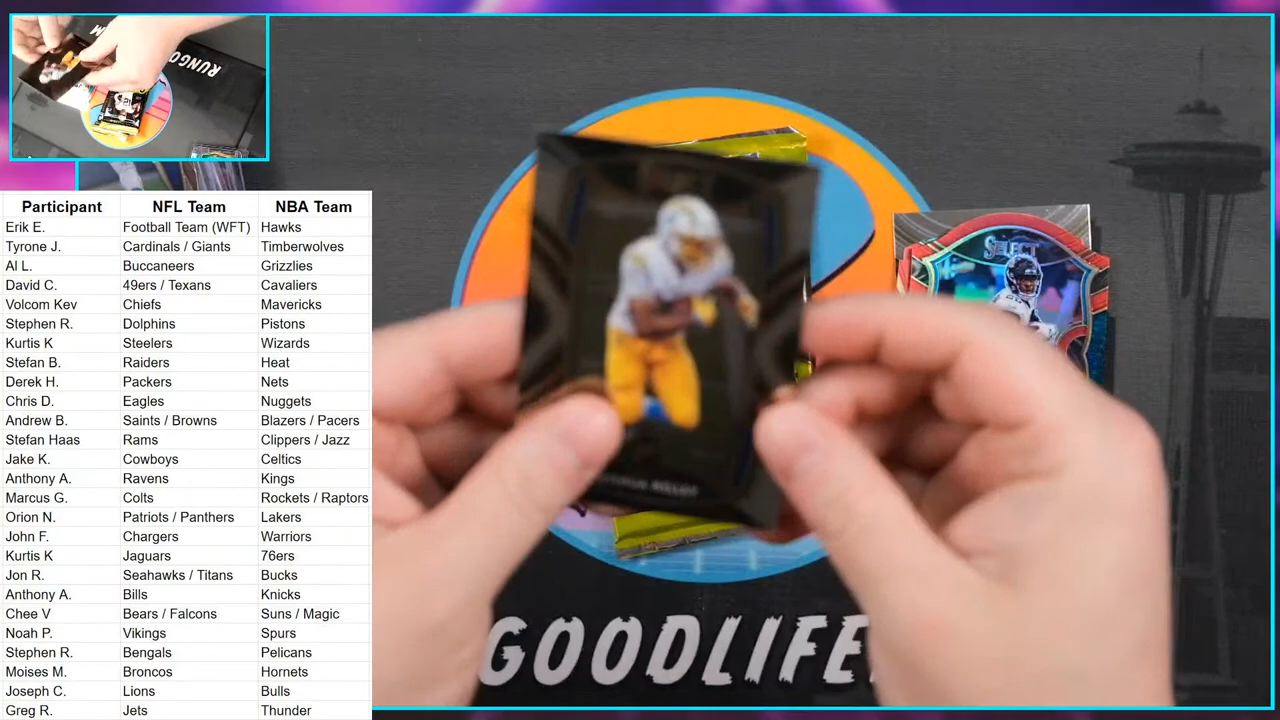 RUNGO
Participant NFL Team NBA Team
Erik E. Football Team (WFT) Hawks
Tyrone J. Cardinals / Giants Timberwolves
Al L. Buccaneers Grizzlies
David C. 49ers / Texans Cavaliers
Volcom Kev Chiefs Mavericks
Stephen R. Dolphins Pistons
Kurtis K Steelers Wizards
Stefan B. Raiders Heat
Derek H. Packers Nets
Chris D. Eagles Nuggets
Andrew B. Saints / Browns Blazers / Pacers
Stefan Haas Rams Clippers / Jazz
Jake K. Cowboys Celtics
Anthony A. Ravens Kings
Marcus G. Colts Rockets / Raptors
Orion N. Patriots / Panthers Lakers
John F. Chargers Warriors
Kurtis K Jaguars 76ers
Jon R. Seahawks / Titans Bucks
Anthony A. Bills Knicks
Chee V Bears / Falcons Suns / Magic
Noah P. Vikings Spurs
Stephen R. Bengals Pelicans
Moises M. Broncos Hornets
Joseph C. Lions Bulls
Greg R. Jets Thunder
SELECT
GOODLIFE